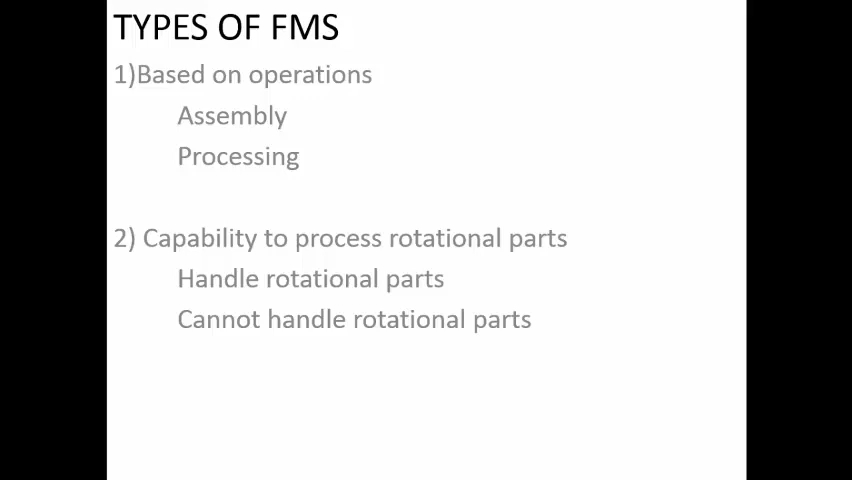 TYPES OF FMS
1)Based on operations
Assembly
Processing
2) Capability to process rotational parts
Handle rotational parts
Cannot handle rotational parts